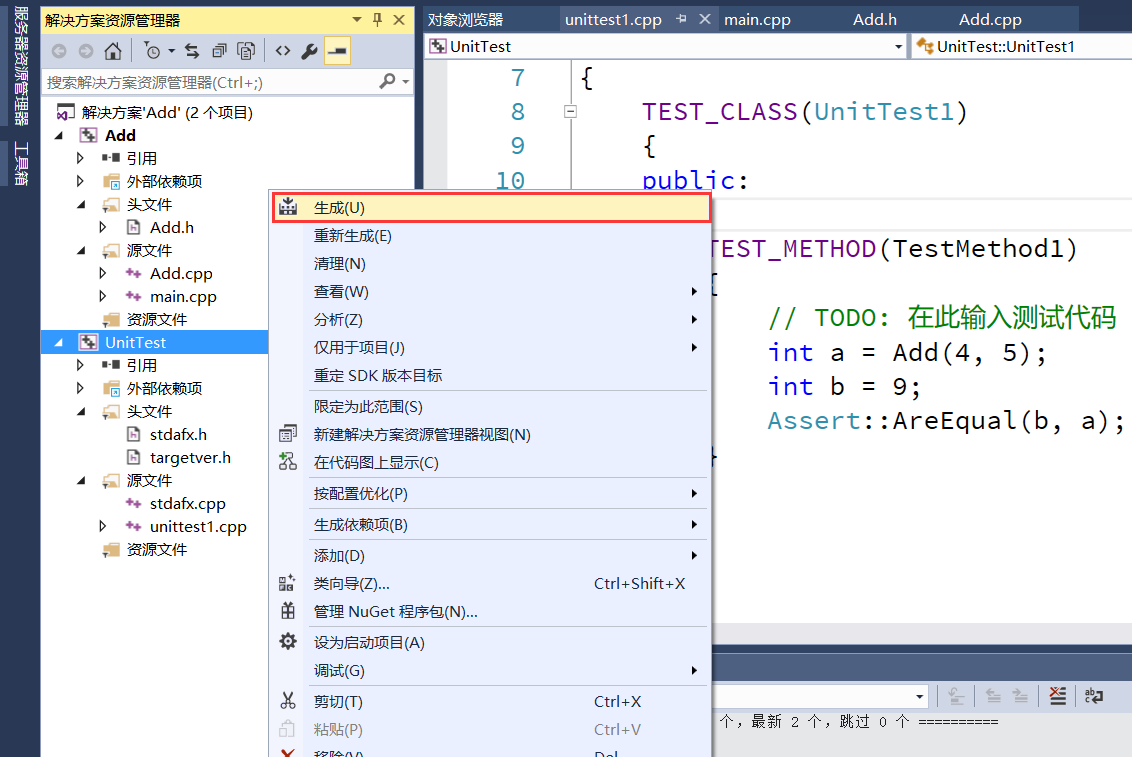 服务器资源管理器
工具箱
解决方案资源管理器
搜索解决方案资源管理器(Ctrl+;)
解决方案'Add' (2 个项目)
Add
引用
外部依赖项
头文件
Add.h
源文件
Add.cpp
main.cpp
资源文件
UnitTest
引用
外部依赖项
头文件
stdafx.h
targetver.h
源文件
stdafx.cpp
unittest1.cpp
资源文件
生成(U)
重新生成(E)
清理(N)
查看(W)
分析(Z)
仅用于项目(J)
重定 SDK 版本目标
限定为此范围(S)
新建解决方案资源管理器视图(N)
在代码图上显示(C)
按配置优化(P)
生成依赖项(B)
添加(D)
类向导(Z)... Ctrl+Shift+X
管理 NuGet 程序包(N)...
设为启动项目(A)
调试(G)
剪切(T) Ctrl+X
粘贴(P) Ctrl+V
移除(V) Del
对象浏览器 unittest1.cpp main.cpp Add.h Add.cpp
UnitTest UnitTest::UnitTest1
7 {
8 TEST_CLASS(UnitTest1)
9 {
10 public:
TEST_METHOD(TestMethod1)
{
// TODO: 在此输入测试代码
int a = Add(4, 5);
int b = 9;
Assert::AreEqual(b, a);
}
个，最新 2 个，跳过 0 个 ==========